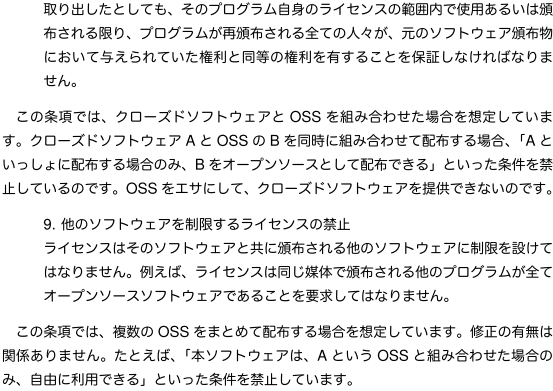 取り出したとしても、そのプログラム自身のライセンスの範囲内で使用あるいは頒
布される限り、プログラムが再頒布される全ての人々が、元のソフトウェア頒布物
において与えられていた権利と同等の権利を有することを保証しなければなりま
せん。
この条項では、クローズドソフトウェアと OSS を組み合わせた場合を想定していま
す。クローズドソフトウェア A と OSS の B を同時に組み合わせて配布する場合、「A と
いっしょに配布する場合のみ、B をオープンソースとして配布できる」といった条件を禁
止しているのです。OSS をエサにして、クローズドソフトウェアを提供できないのです。
9. 他のソフトウェアを制限するライセンスの禁止
ライセンスはそのソフトウェアと共に頒布される他のソフトウェアに制限を設けて
はなりません。例えば、ライセンスは同じ媒体で頒布される他のプログラムが全て
オープンソースソフトウェアであることを要求してはなりません。
この条項では、複数の OSS をまとめて配布する場合を想定しています。修正の有無は
関係ありません。たとえば、「本ソフトウェアは、A という OSS と組み合わせた場合の
み、自由に利用できる」といった条件を禁止しています。